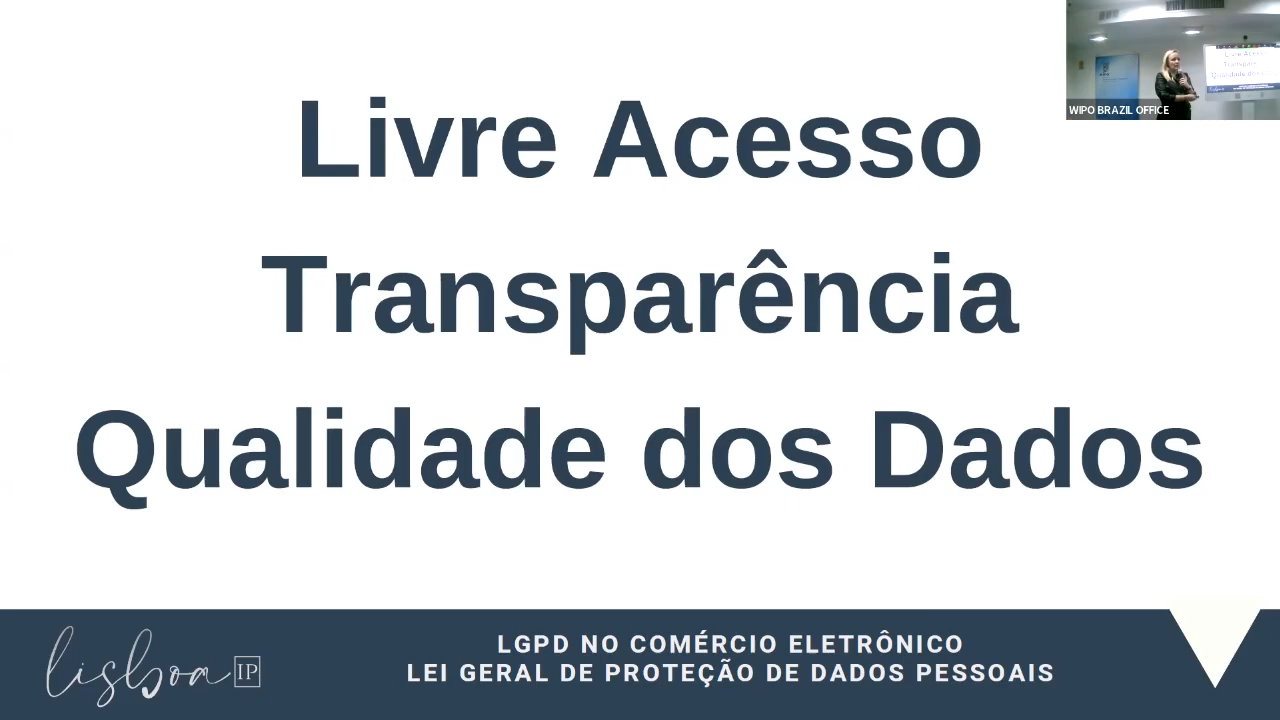 Livre Acesso
Transparência
Qualidade dos Dados
WIPO BRAZIL OFFICE
lisboa IP
LGPD NO COMÉRCIO ELETRÔNICO
LEI GERAL DE PROTEÇÃO DE DADOS PESSOAIS